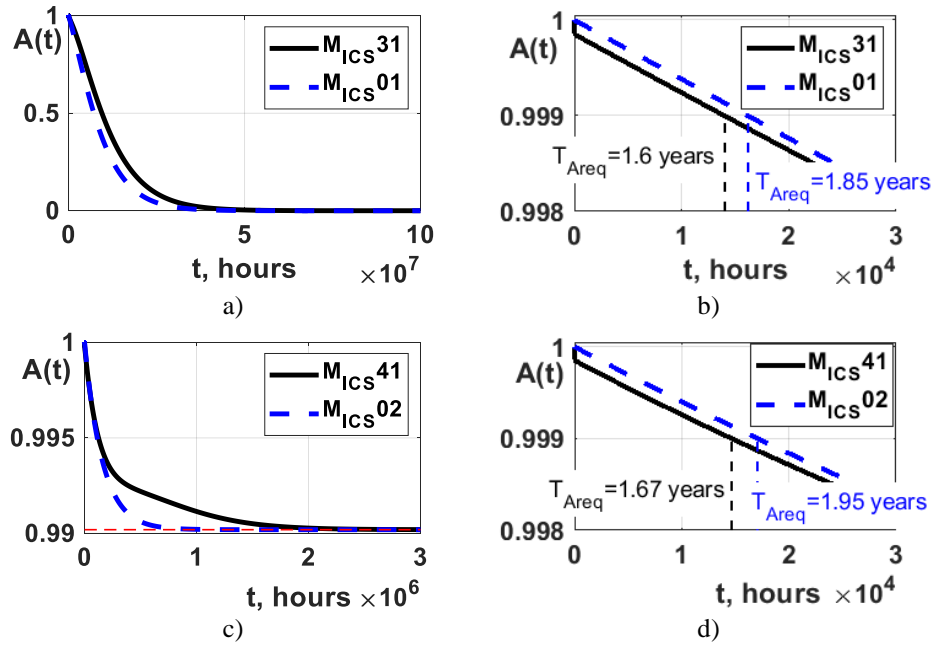 1
A(t)
0.5
0
0
5
10
t, hours
×10^7
M_ICS31
M_ICS01
a)
1
A(t)
0.999
0.998
0
1
2
3
t, hours
×10^4
M_ICS31
M_ICS01
T_Areq=1.6 years
T_Areq=1.85 years
b)
1
A(t)
0.995
0.99
0
1
2
3
t, hours ×10^6
M_ICS41
M_ICS02
c)
1
A(t)
0.999
0.998
0
1
2
3
t, hours ×10^4
M_ICS41
M_ICS02
T_Areq=1.67 years
T_Areq=1.95 years
d)